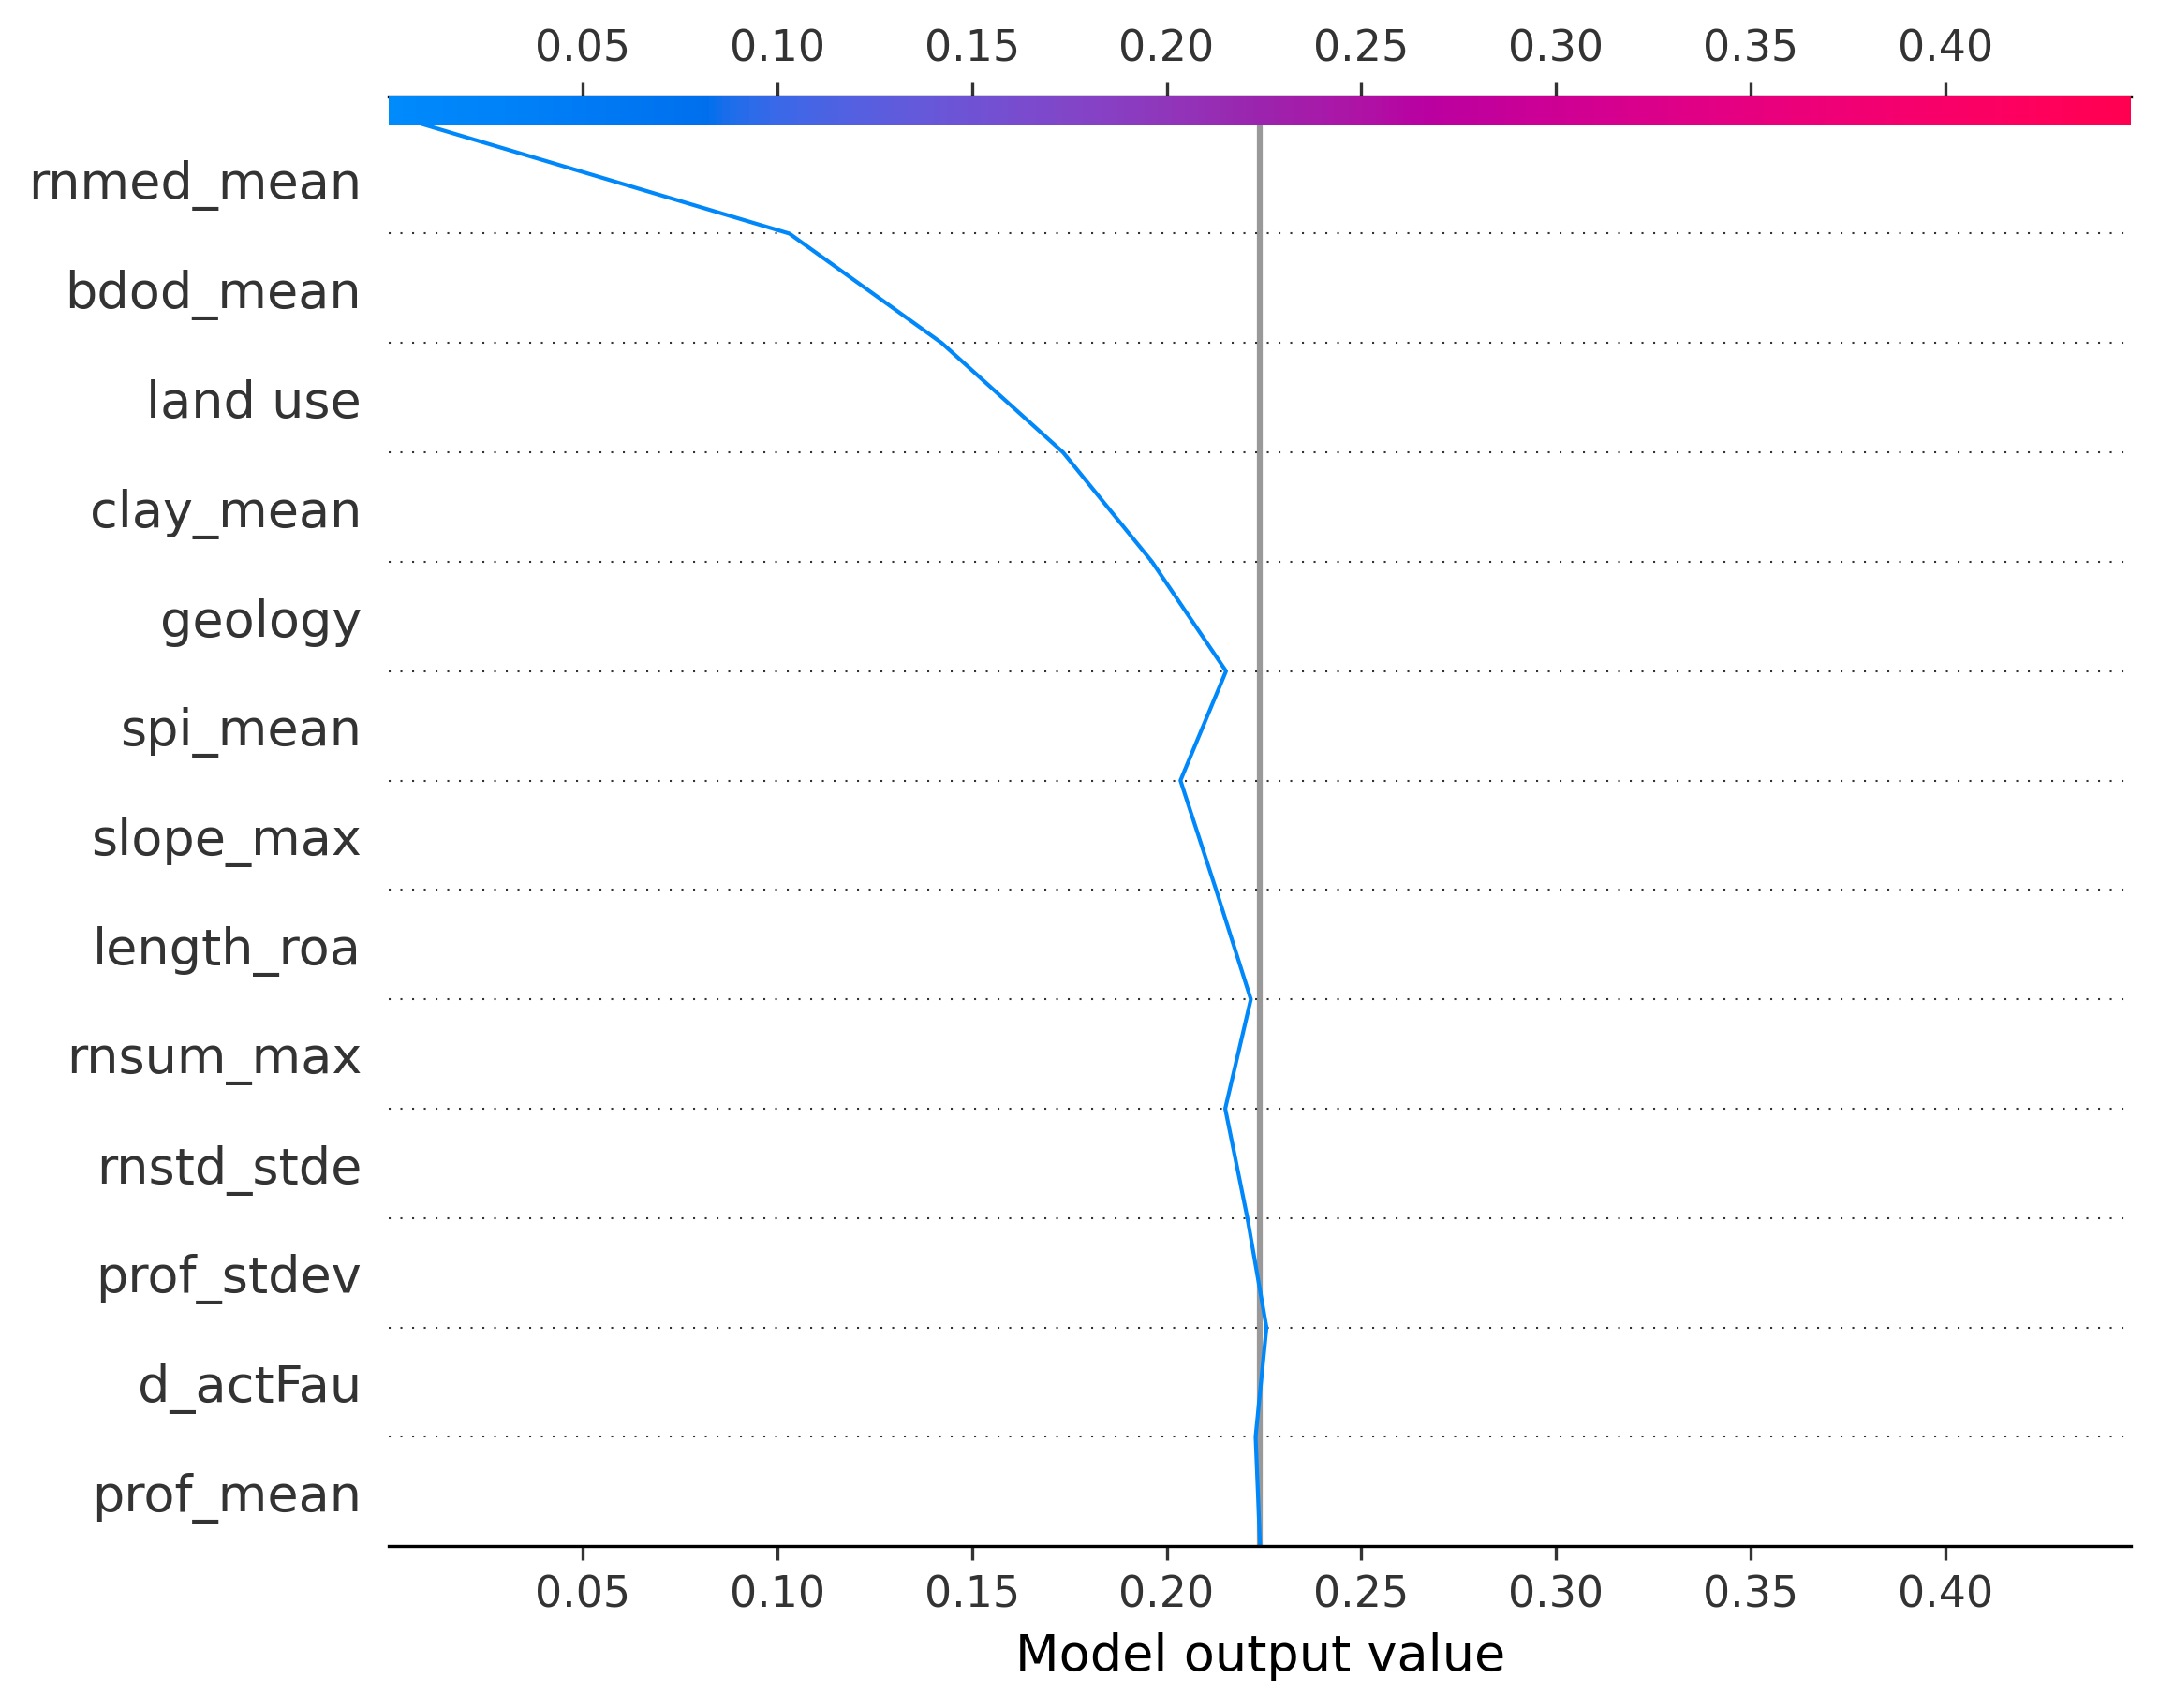 0.05 0.10 0.15 0.20 0.25 0.30 0.35 0.40
rnmed_mean
bdod_mean
land use
clay_mean
geology
spi_mean
slope_max
length_roa
rnsum_max
rnstd_stde
prof_stdev
d_actFau
prof_mean
0.05 0.10 0.15 0.20 0.25 0.30 0.35 0.40
Model output value